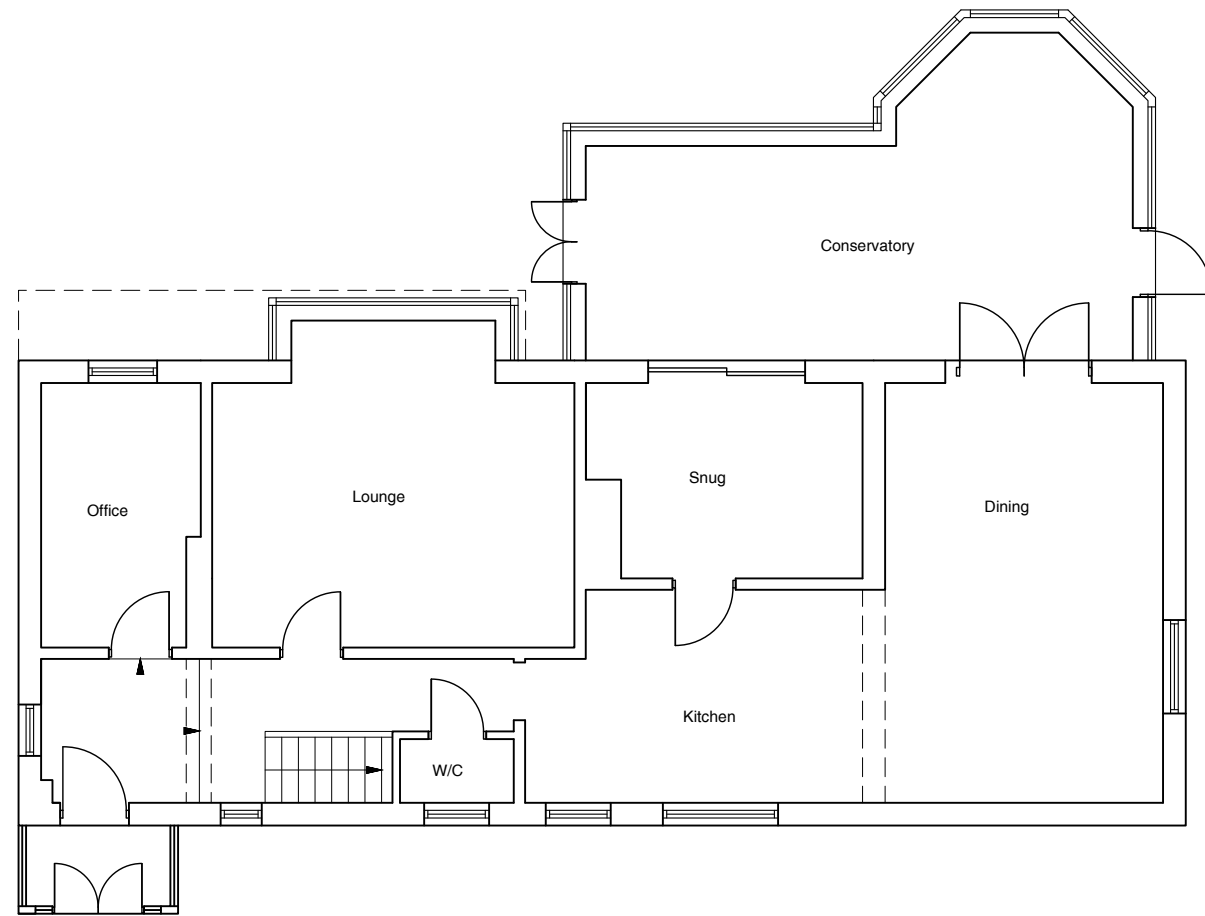 Conservatory
Snug
Lounge
Dining
Office
Kitchen
W/C